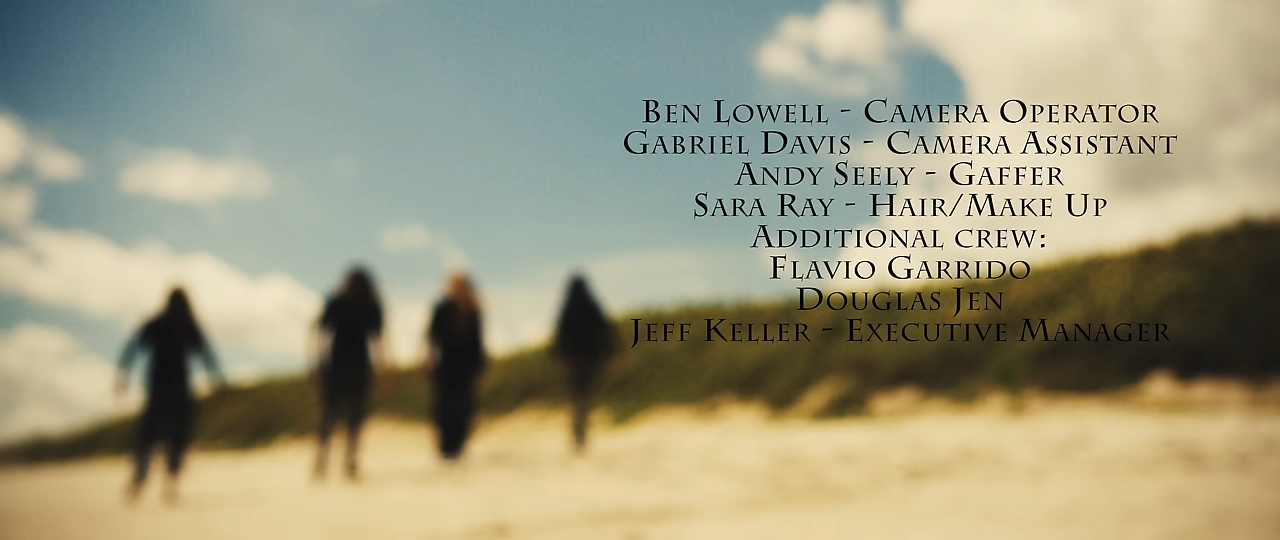 Ben Lowell - Camera Operator
Gabriel Davis - Camera Assistant
Andy Seely - Gaffer
Sara Ray - Hair/Make Up
Additional crew:
Flavio Garrido
Douglas Jen
Jeff Keller - Executive Manager